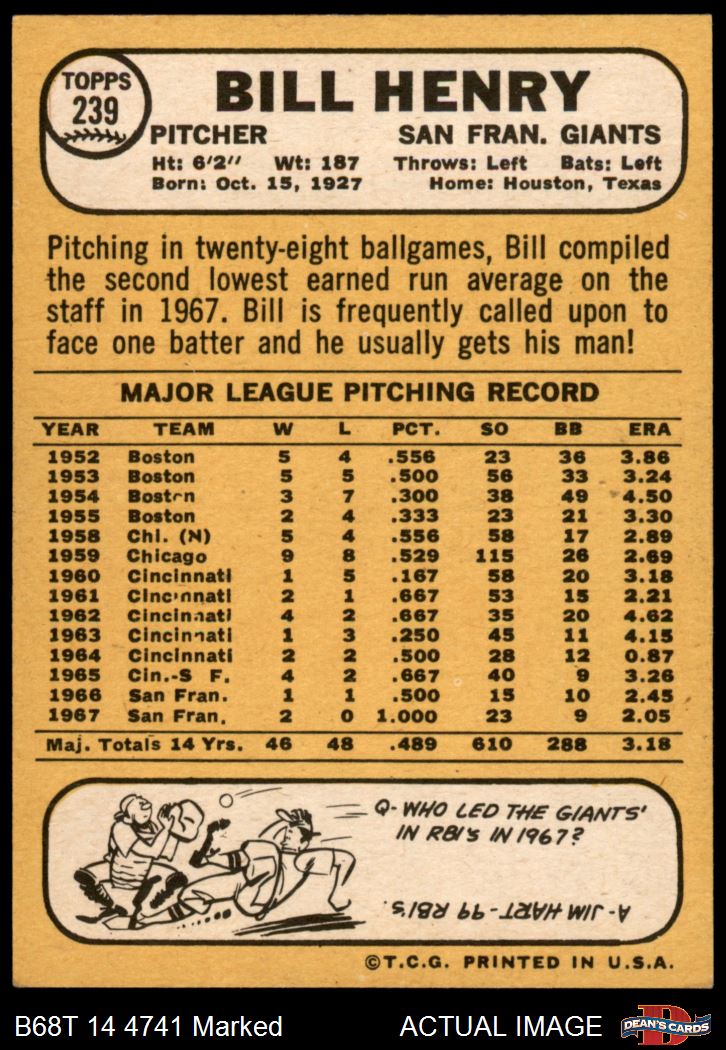 TOPPS
239
BILL HENRY
PITCHER SAN FRAN. GIANTS
Ht: 6'2" Wt: 187 Throws: Left Bats: Left
Born: Oct. 15, 1927 Home: Houston, Texas
Pitching in twenty-eight ballgames, Bill compiled
the second lowest earned run average on the
staff in 1967. Bill is frequently called upon to
face one batter and he usually gets his man!
MAJOR LEAGUE PITCHING RECORD
YEAR TEAM W L PCT. SO BB ERA
1952 Boston 5 4 .556 23 36 3.86
1953 Boston 5 5 .500 56 33 3.24
1954 Boston 3 7 .300 38 49 4.50
1955 Boston 2 4 .333 23 21 3.30
1958 Chi. (N) 5 4 .556 58 17 2.89
1959 Chicago 9 8 .529 115 26 2.69
1960 Cincinnati 1 5 .167 58 20 3.18
1961 Cincinnati 2 1 .667 53 15 2.21
1962 Cincinnati 4 2 .667 35 20 4.62
1963 Cincinnati 1 3 .250 45 11 4.15
1964 Cincinnati 2 2 .500 28 12 0.87
1965 Cin.-S F. 4 2 .667 40 9 3.26
1966 San Fran. 1 1 .500 15 10 2.45
1967 San Fran. 2 0 1.000 23 9 2.05
Maj. Totals 14 Yrs. 46 48 .489 610 288 3.18
Q- WHO LED THE GIANTS'
IN RBI'S IN 1967?
A- JIM HART- 99 RBI'S.
©T.C.G. PRINTED IN U.S.A.
B68T 14 4741 Marked ACTUAL IMAGE
D
DEAN'S CARDS